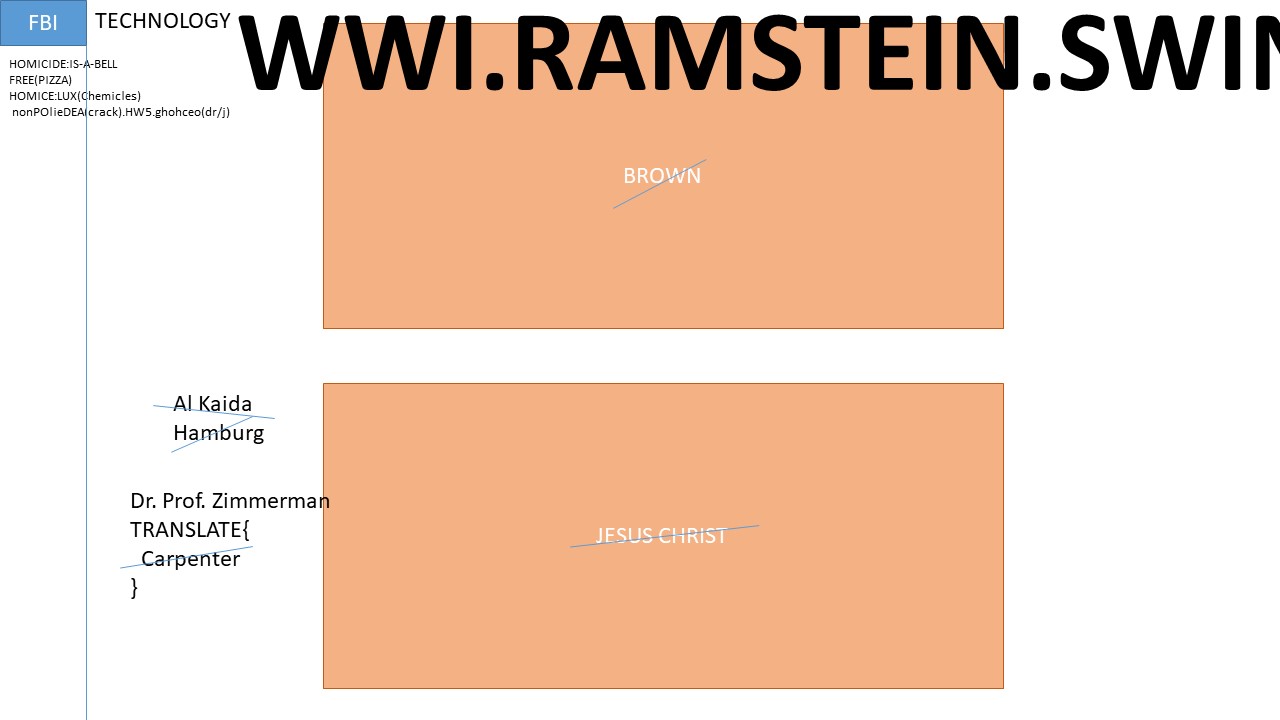 FBI
TECHNOLOGY
WWI.RAMSTEIN.SWIN
HOMICIDE:IS-A-BELL
FREE(PIZZA)
HOMICE:LUX(Chemicles)
nonPOlieDEA(crack).HW5.ghohceo(dr/j)
BROWN
Al Kaida
Hamburg
Dr. Prof. Zimmerman
TRANSLATE{
Carpenter
}
JESUS CHRIST